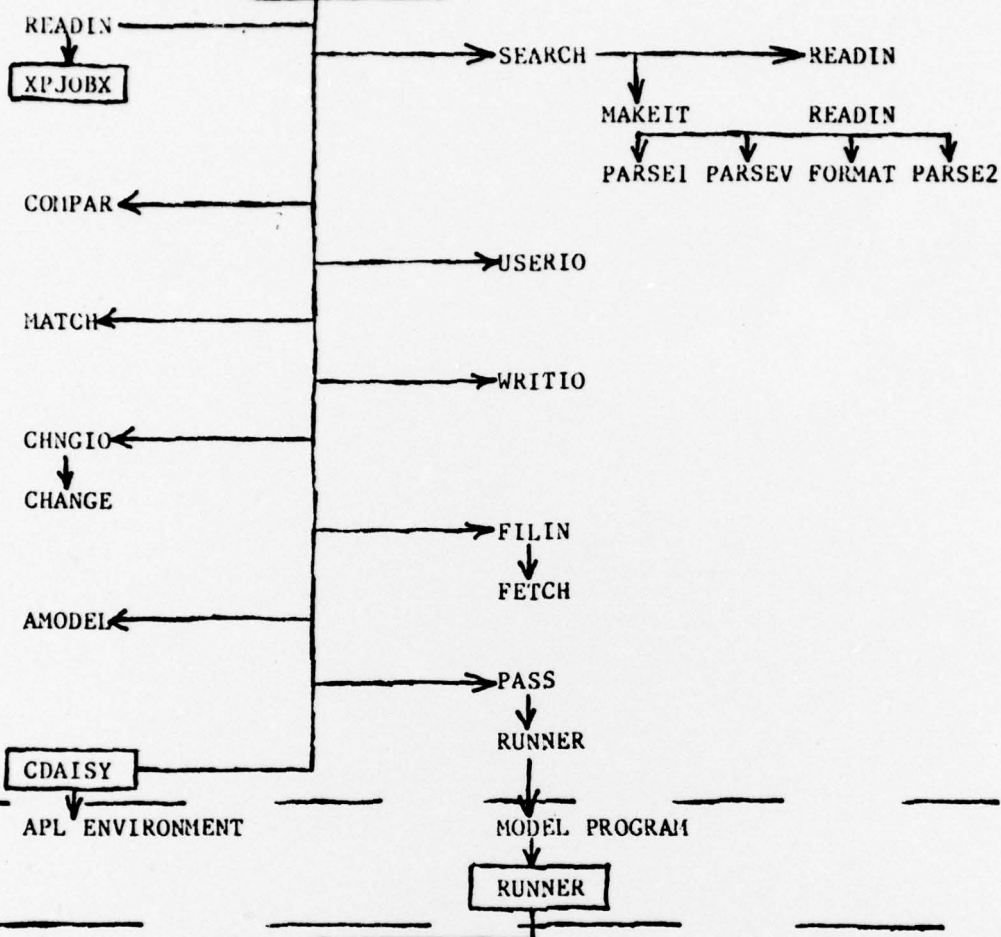 READIN
SEARCH READIN
XPJOBX
MAKEIT READIN
PARSE1 PARSEV FORMAT PARSE2
COMPAR
USERIO
MATCH
WRITIO
CHNGIO
CHANGE
FILIN
FETCH
AMODEL
PASS
RUNNER
CDAISY
APL ENVIRONMENT MODEL PROGRAM
RUNNER